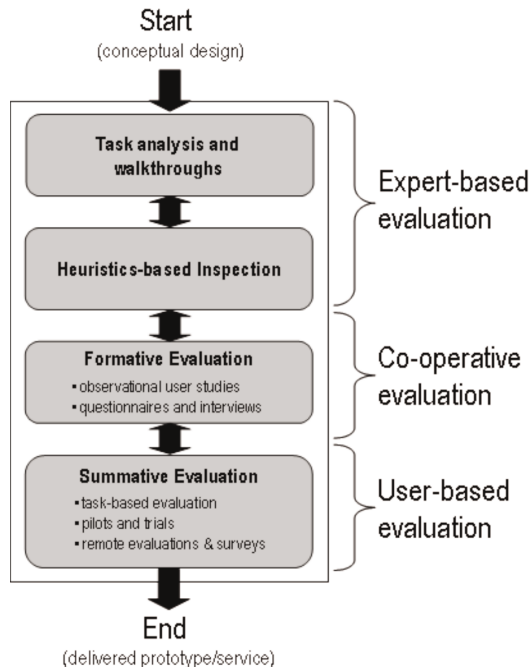 Start
(conceptual design)
Task analysis and
walkthroughs
Expert-based
evaluation
Heuristics-based Inspection
Formative Evaluation
▪ observational user studies
▪ questionnaires and interviews
Co-operative
evaluation
Summative Evaluation
▪ task-based evaluation
▪ pilots and trials
▪ remote evaluations & surveys
User-based
evaluation
End
(delivered prototype/service)